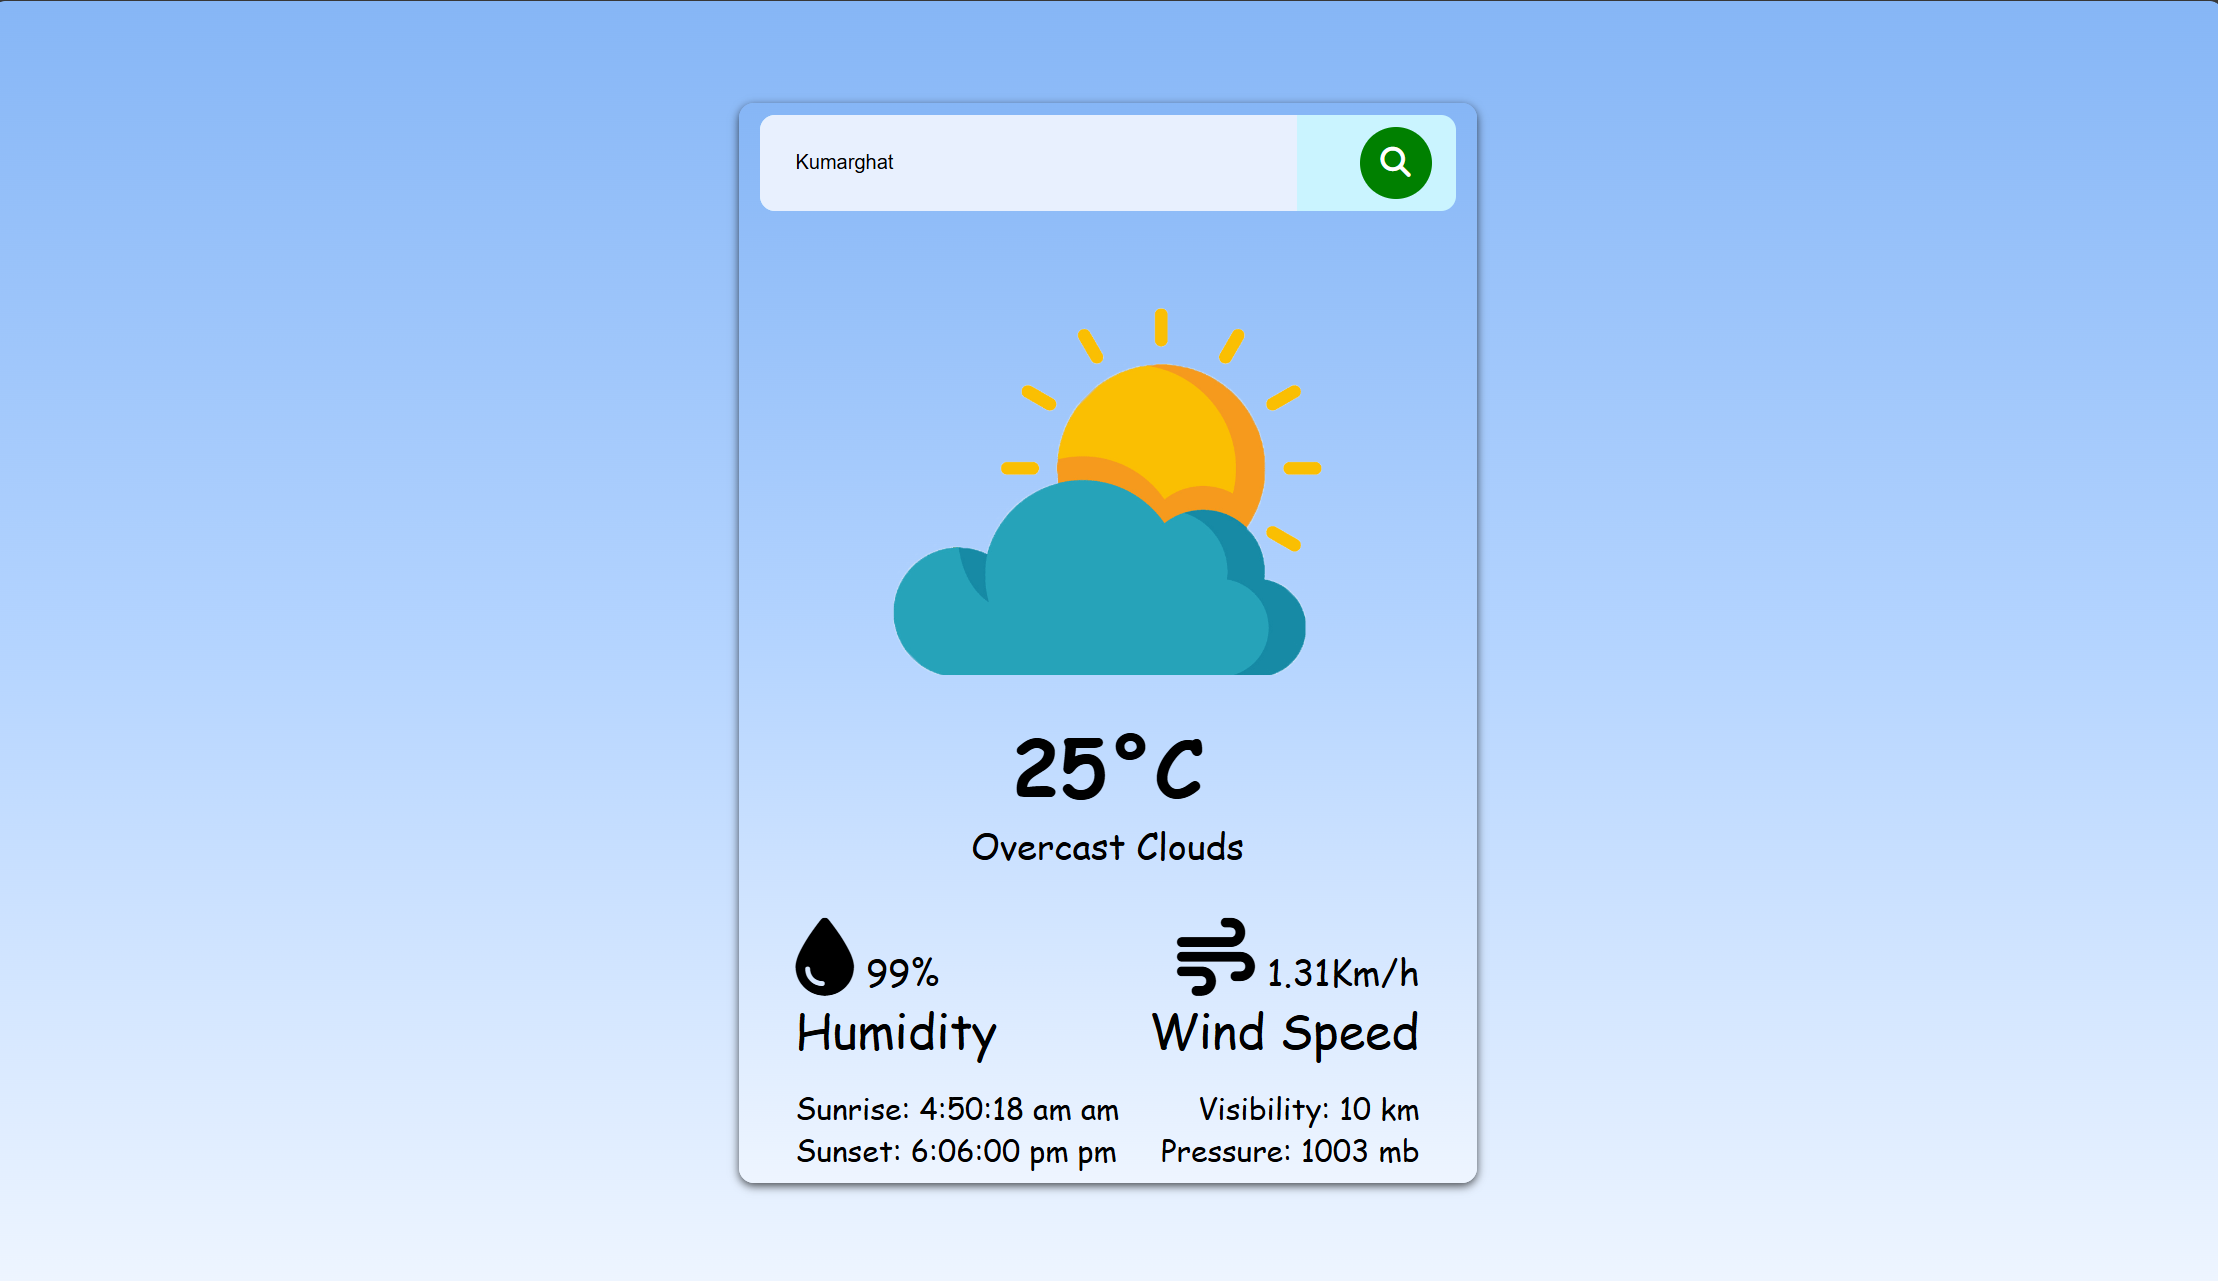 Kumarghat
25°C
Overcast Clouds
99%
Humidity
1.31Km/h
Wind Speed
Sunrise: 4:50:18 am am
Sunset: 6:06:00 pm pm
Visibility: 10 km
Pressure: 1003 mb